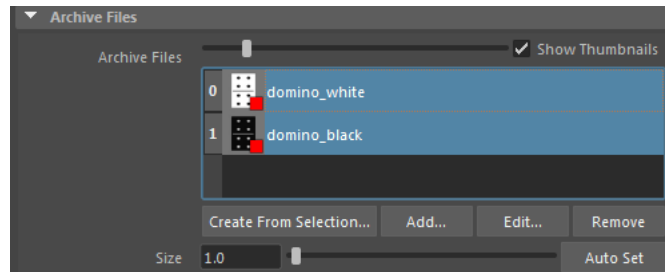 Archive Files
Archive Files Show Thumbnails
0 domino_white
1 domino_black
Create From Selection... Add... Edit... Remove
Size 1.0 Auto Set